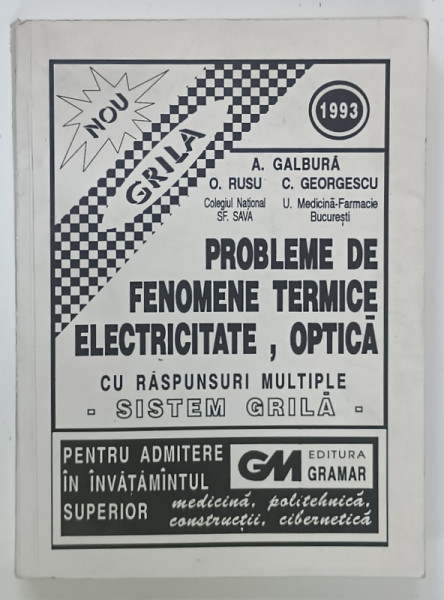 NOU
GRILA
1993
A. GALBURĂ
O. RUSU C. GEORGESCU
Colegiul Național U. Medicină-Farmacie
SF. SAVA București
PROBLEME DE
FENOMENE TERMICE
ELECTRICITATE , OPTICĂ
CU RĂSPUNSURI MULTIPLE
- SISTEM GRILĂ -
PENTRU ADMITERE
ÎN ÎNVĂȚĂMÎNTUL
SUPERIOR
GM EDITURA
GRAMAR
medicină, politehnică,
construcții, cibernetică